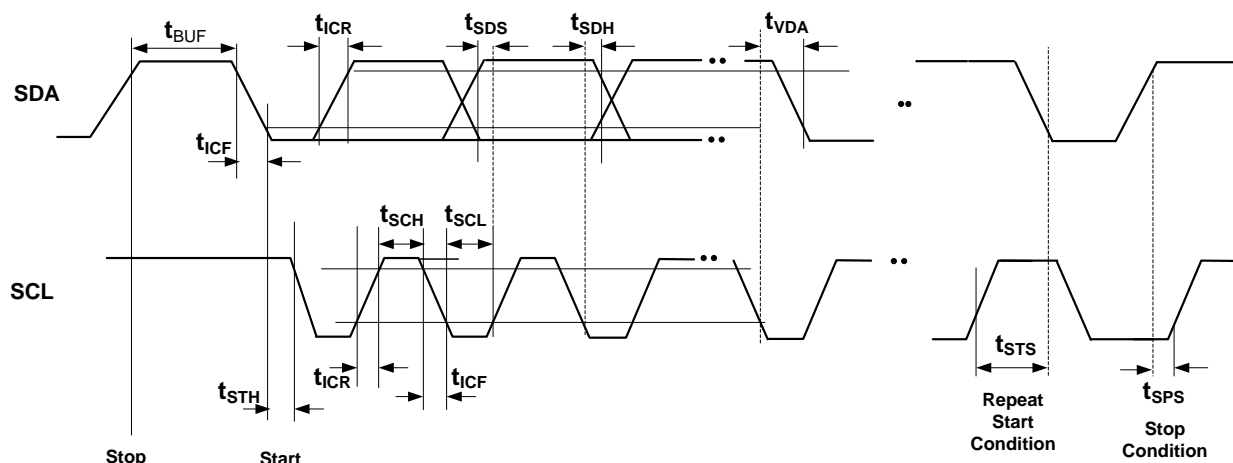 tBUF
tICR
tSDS
tSDH
tVDA
SDA
tICF
tSCH
tSCL
SCL
tSTH
tICR
tICF
tSTS
tSPS
Repeat
Start
Condition
Stop
Condition
Stop
Start